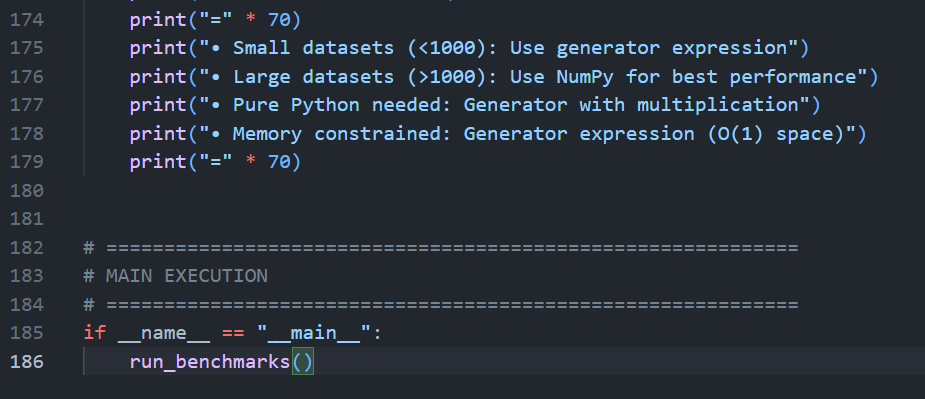 174 print("=" * 70)
175 print("• Small datasets (<1000): Use generator expression")
176 print("• Large datasets (>1000): Use NumPy for best performance")
177 print("• Pure Python needed: Generator with multiplication")
178 print("• Memory constrained: Generator expression (O(1) space)")
179 print("=" * 70)
180
181
182 # ============================================================
183 # MAIN EXECUTION
184 # ============================================================
185 if __name__ == "__main__":
186 run_benchmarks()